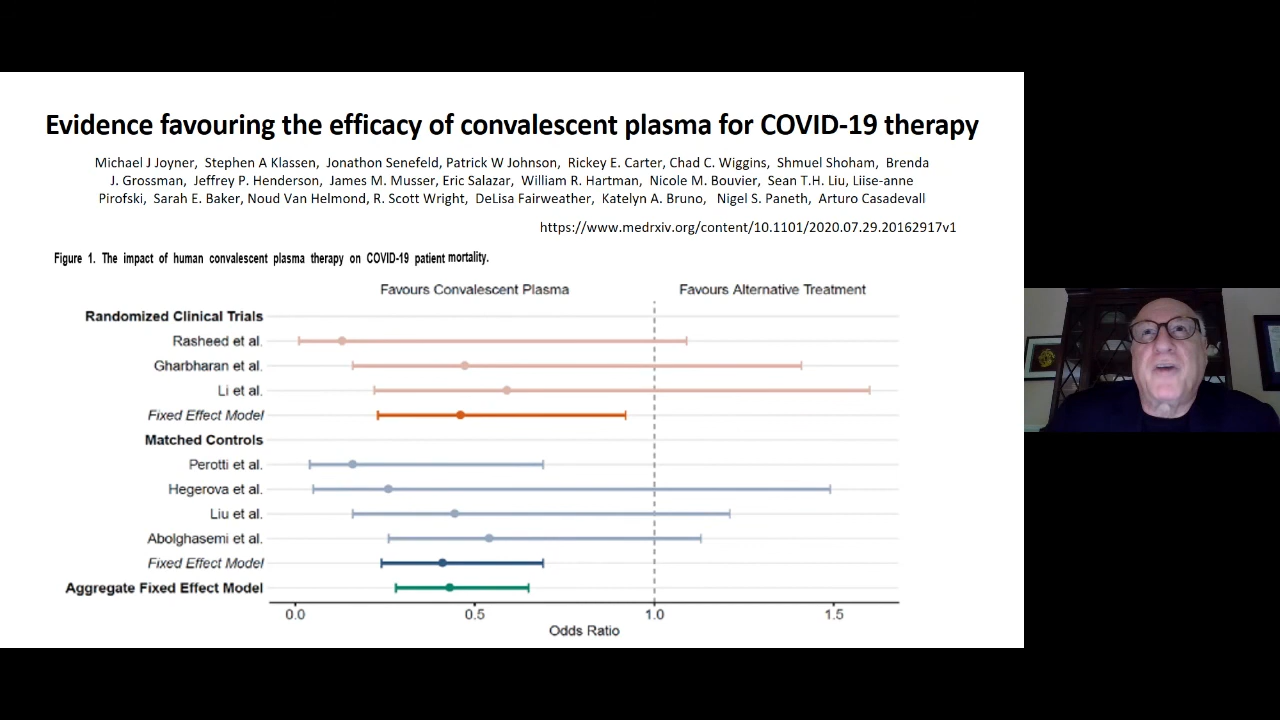 Evidence favouring the efficacy of convalescent plasma for COVID-19 therapy
Michael J Joyner, Stephen A Klassen, Jonathon Senefeld, Patrick W Johnson, Rickey E. Carter, Chad C. Wiggins, Shmuel Shoham, Brenda
J. Grossman, Jeffrey P. Henderson, James M. Musser, Eric Salazar, William R. Hartman, Nicole M. Bouvier, Sean T.H. Liu, Liise-anne
Pirofski, Sarah E. Baker, Noud Van Helmond, R. Scott Wright, DeLisa Fairweather, Katelyn A. Bruno, Nigel S. Paneth, Arturo Casadevall
https://www.medrxiv.org/content/10.1101/2020.07.29.20162917v1
Figure 1. The impact of human convalescent plasma therapy on COVID-19 patient mortality.
Favours Convalescent Plasma Favours Alternative Treatment
Randomized Clinical Trials
Rasheed et al.
Gharbharan et al.
Li et al.
Fixed Effect Model
Matched Controls
Perotti et al.
Hegerova et al.
Liu et al.
Abolghasemi et al.
Fixed Effect Model
Aggregate Fixed Effect Model
0.0 0.5 1.0 1.5
Odds Ratio